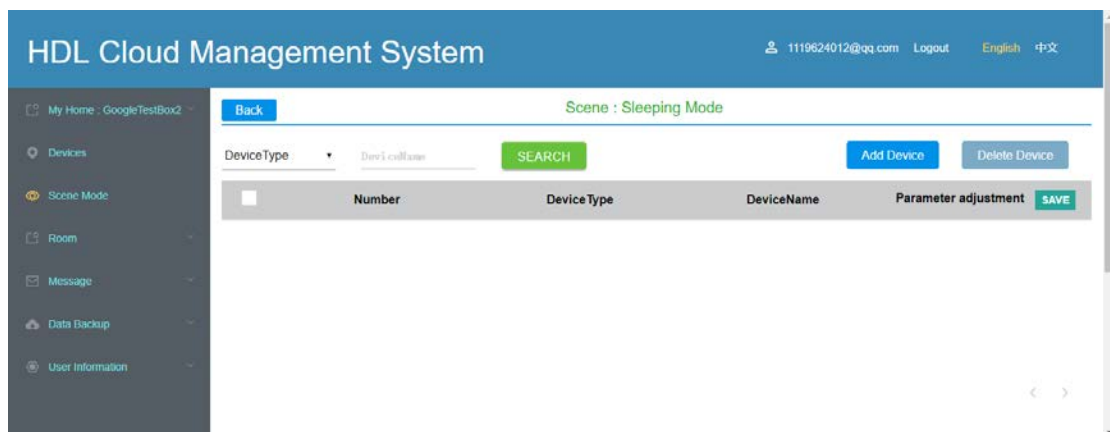 HDL Cloud Management System
1119624012@qq.com Logout English 中文
My Home : GoogleTestBox2
Back
Scene : Sleeping Mode
Devices
DeviceType
DeviceName
SEARCH
Add Device
Delete Device
Scene Mode
Number DeviceType DeviceName Parameter adjustment SAVE
Room
Message
Data Backup
User Information